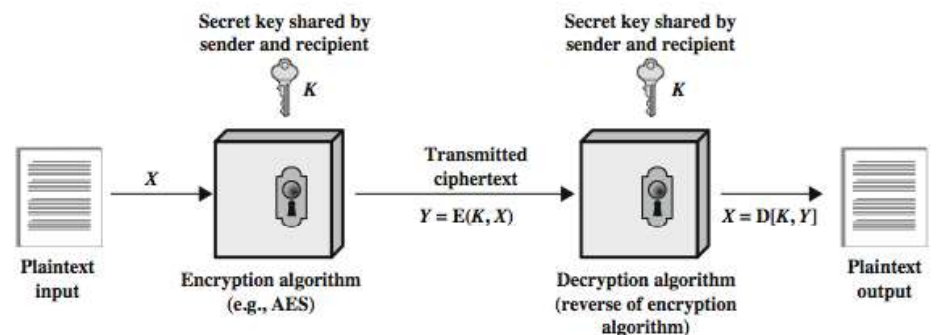 Secret key shared by
sender and recipient
K
Secret key shared by
sender and recipient
K
X
Transmitted
ciphertext
Y = E(K, X)
X = D[K, Y]
Plaintext
input
Encryption algorithm
(e.g., AES)
Decryption algorithm
(reverse of encryption
algorithm)
Plaintext
output